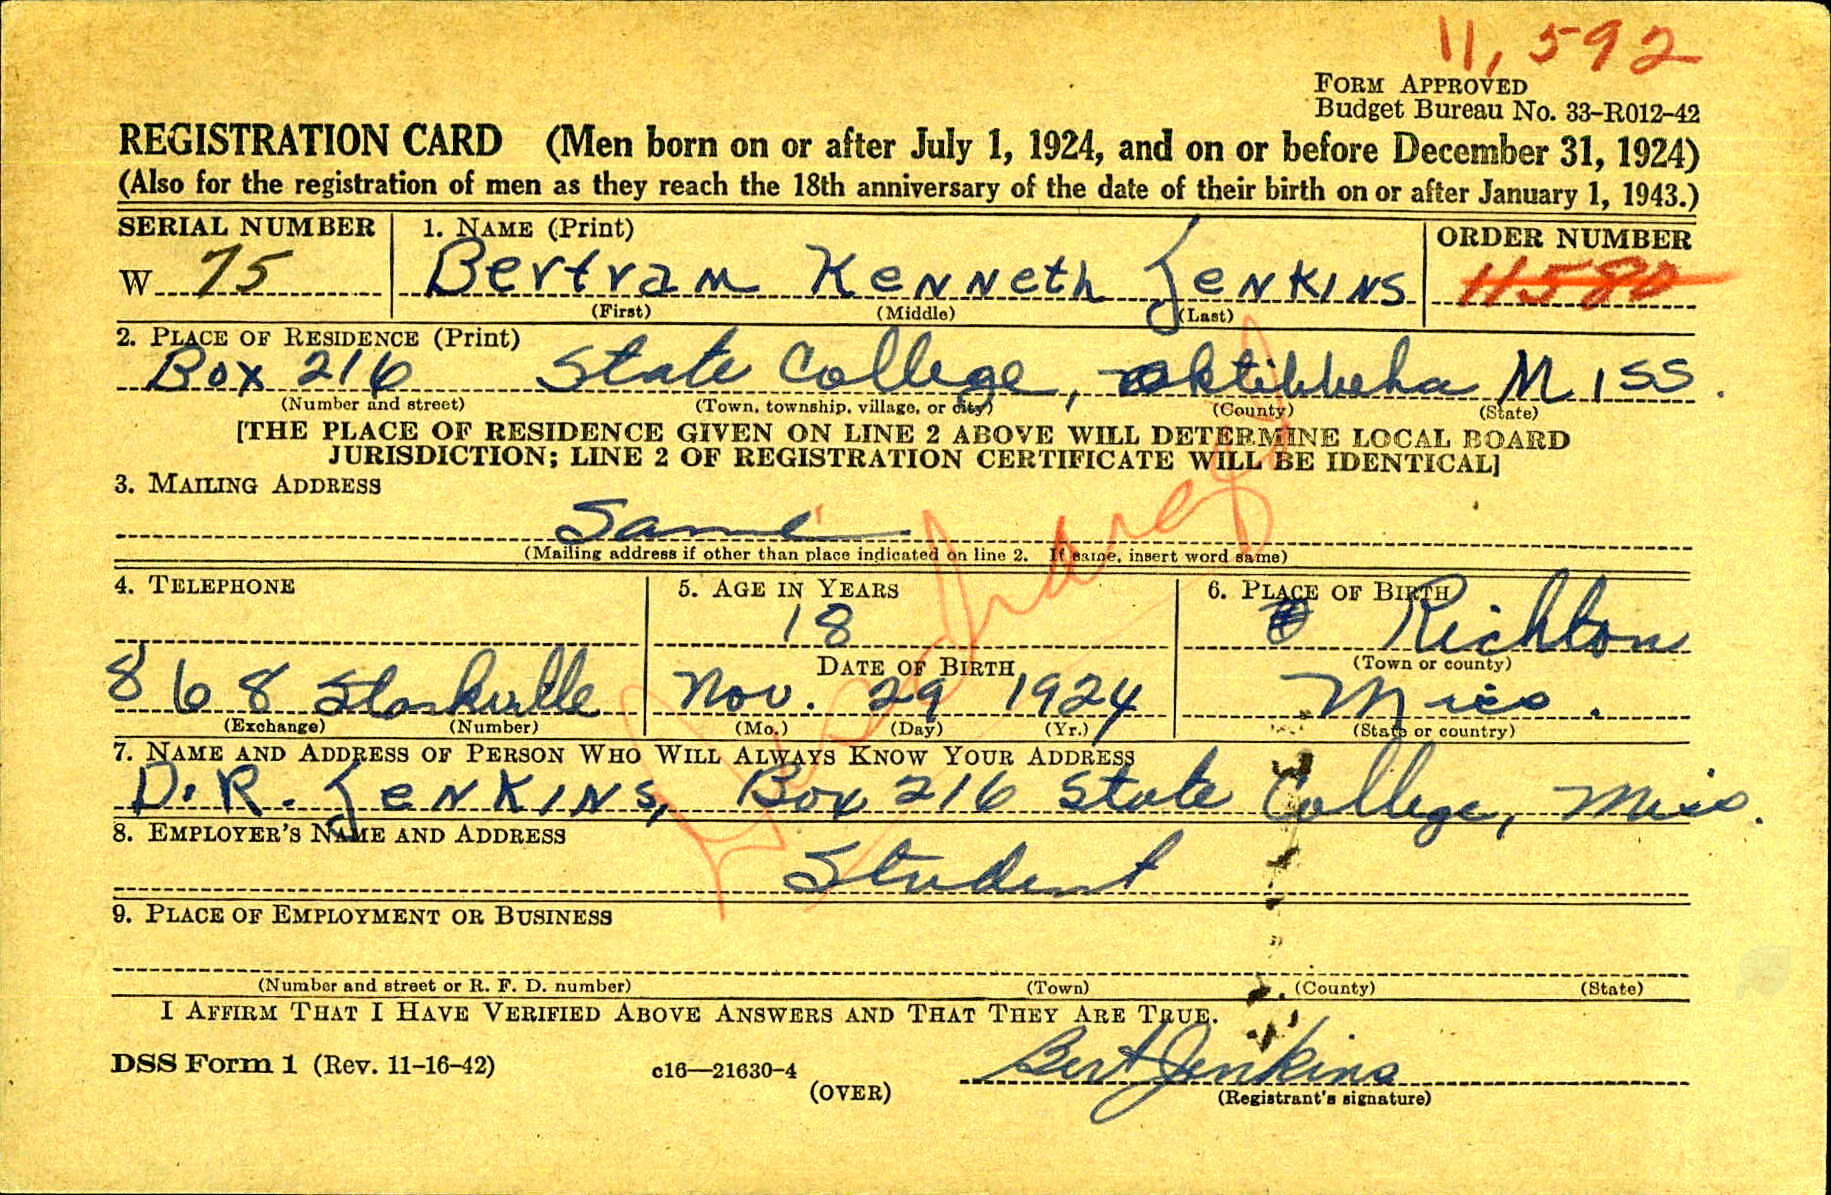 11,592
FORM APPROVED
Budget Bureau No. 33–R012–42
REGISTRATION CARD (Men born on or after July 1, 1924, and on or before December 31, 1924)
(Also for the registration of men as they reach the 18th anniversary of the date of their birth on or after January 1, 1943.)
SERIAL NUMBER 1. NAME (Print) ORDER NUMBER
W 75 Bertram Kenneth Jenkins 11580
(First) (Middle) (Last)
2. PLACE OF RESIDENCE (Print)
Box 216 State College, Oktibbeha Miss.
(Number and street) (Town, township, village, or city) (County) (State)
[THE PLACE OF RESIDENCE GIVEN ON LINE 2 ABOVE WILL DETERMINE LOCAL BOARD
JURISDICTION; LINE 2 OF REGISTRATION CERTIFICATE WILL BE IDENTICAL]
3. MAILING ADDRESS
Same
(Mailing address if other than place indicated on line 2. If same, insert word same)
4. TELEPHONE 5. AGE IN YEARS 6. PLACE OF BIRTH
18 Richton
DATE OF BIRTH (Town or county)
868 Starkville Nov. 29 1924 Miss.
(Exchange) (Number) (Mo.) (Day) (Yr.) (State or country)
7. NAME AND ADDRESS OF PERSON WHO WILL ALWAYS KNOW YOUR ADDRESS
D.R. Jenkins, Box 216 State College, Miss.
8. EMPLOYER'S NAME AND ADDRESS
Student
9. PLACE OF EMPLOYMENT OR BUSINESS
(Number and street or R. F. D. number) (Town) (County) (State)
I AFFIRM THAT I HAVE VERIFIED ABOVE ANSWERS AND THAT THEY ARE TRUE.
DSS Form 1 (Rev. 11–16–42) c16—21630–4 Bert Jenkins
(OVER) (Registrant's signature)
Discharged